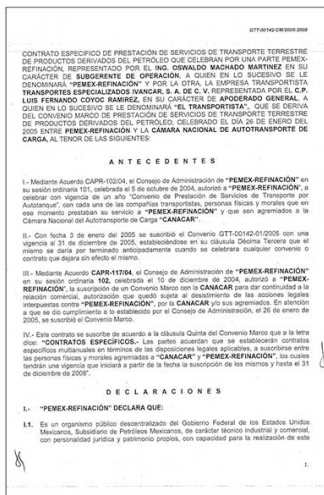 GTT-00142-CM/2005-2008
CONTRATO ESPECIFICO DE PRESTACIÓN DE SERVICIOS DE TRANSPORTE TERRESTRE
DE PRODUCTOS DERIVADOS DEL PETRÓLEO QUE CELEBRAN POR UNA PARTE PEMEX-
REFINACIÓN, REPRESENTADO POR EL ING. OSWALDO MACHADO MARTINEZ EN SU
CARÁCTER DE SUBGERENTE DE OPERACIÓN, A QUIEN EN LO SUCESIVO SE LE
DENOMINARÁ "PEMEX-REFINACIÓN" Y POR LA OTRA, LA EMPRESA TRANSPORTISTA
TRANSPORTES ESPECIALIZADOS IVANCAR, S. A. DE C. V. REPRESENTADO POR EL C.P.
LUIS FERNANDO COYOC RAMIREZ, EN SU CARÁCTER DE APODERADO GENERAL, A
QUIEN EN LO SUCESIVO SE LE DENOMINARÁ "EL TRANSPORTISTA", QUE SE DERIVA
DEL CONVENIO MARCO DE PRESTACIÓN DE SERVICIOS DE TRANSPORTE TERRESTRE
DE PRODUCTOS DERIVADOS DEL PETRÓLEO, CELEBRADO EL DÍA 26 DE ENERO DEL
2005 ENTRE PEMEX-REFINACIÓN Y LA CÁMARA NACIONAL DE AUTOTRANSPORTE DE
CARGA, AL TENOR DE LAS SIGUIENTES:
A N T E C E D E N T E S
I.- Mediante Acuerdo CAPR-102/04, el Consejo de Administración de "PEMEX-REFINACIÓN" en
su sesión ordinaria 101, celebrada el 5 de octubre de 2004, autorizó a "PEMEX-REFINACIÓN", a
celebrar con vigencia de un año "Convenio de Prestación de Servicios de Transporte por
Autotanque", con cada una de las compañías transportistas, personas físicas y morales que en
ese momento prestaban su servicio a "PEMEX-REFINACIÓN" y que son agremiados a la
Cámara Nacional del Autotransporte de Carga "CANACAR".
II.- Con fecha 3 de enero del 2005 se suscribió el Convenio GTT-00142-01/2005 con una
vigencia al 31 de diciembre de 2005, estableciéndose en su cláusula Décima Tercera que el
mismo se daría por terminado anticipadamente cuando se celebrara cualquier convenio o
contrato que dejara sin efecto el mismo.
III.- Mediante Acuerdo CAPR-117/04, el Consejo de Administración de "PEMEX-REFINACIÓN"
en su sesión ordinaria 102, celebrada el 10 de diciembre de 2004, autorizó a "PEMEX-
REFINACIÓN", la suscripción de un Convenio Marco con la CANACAR para dar continuidad a la
relación comercial, autorización que quedó sujeta al desistimiento de las acciones legales
interpuestas contra "PEMEX-REFINACIÓN", por la CANACAR y/o sus agremiados. En atención
a que se dio cumplimiento a lo establecido por el Consejo de Administración, el 26 de enero de
2005, se suscribió el Convenio Marco.
IV.- Este contrato se suscribe de acuerdo a la cláusula Quinta del Convenio Marco que a la letra
dice: "CONTRATOS ESPECÍFICOS.- Las partes acuerdan que se establecerán contratos
específicos multianuales en términos de las disposiciones legales aplicables, a suscribirse entre
las personas físicas y morales agremiadas a "CANACAR" y "PEMEX-REFINACIÓN", los cuales
tendrán una vigencia que iniciará a partir de la fecha la suscripción de los mismos y hasta el 31
de diciembre de 2008".
D E C L A R A C I O N E S
I.- "PEMEX-REFINACIÓN" DECLARA QUE:
I.1. Es un organismo público descentralizado del Gobierno Federal de los Estados Unidos
Mexicanos, Subsidiario de Petróleos Mexicanos, de carácter técnico industrial y comercial,
con personalidad jurídica y patrimonio propios, con capacidad para la realización de este
1.